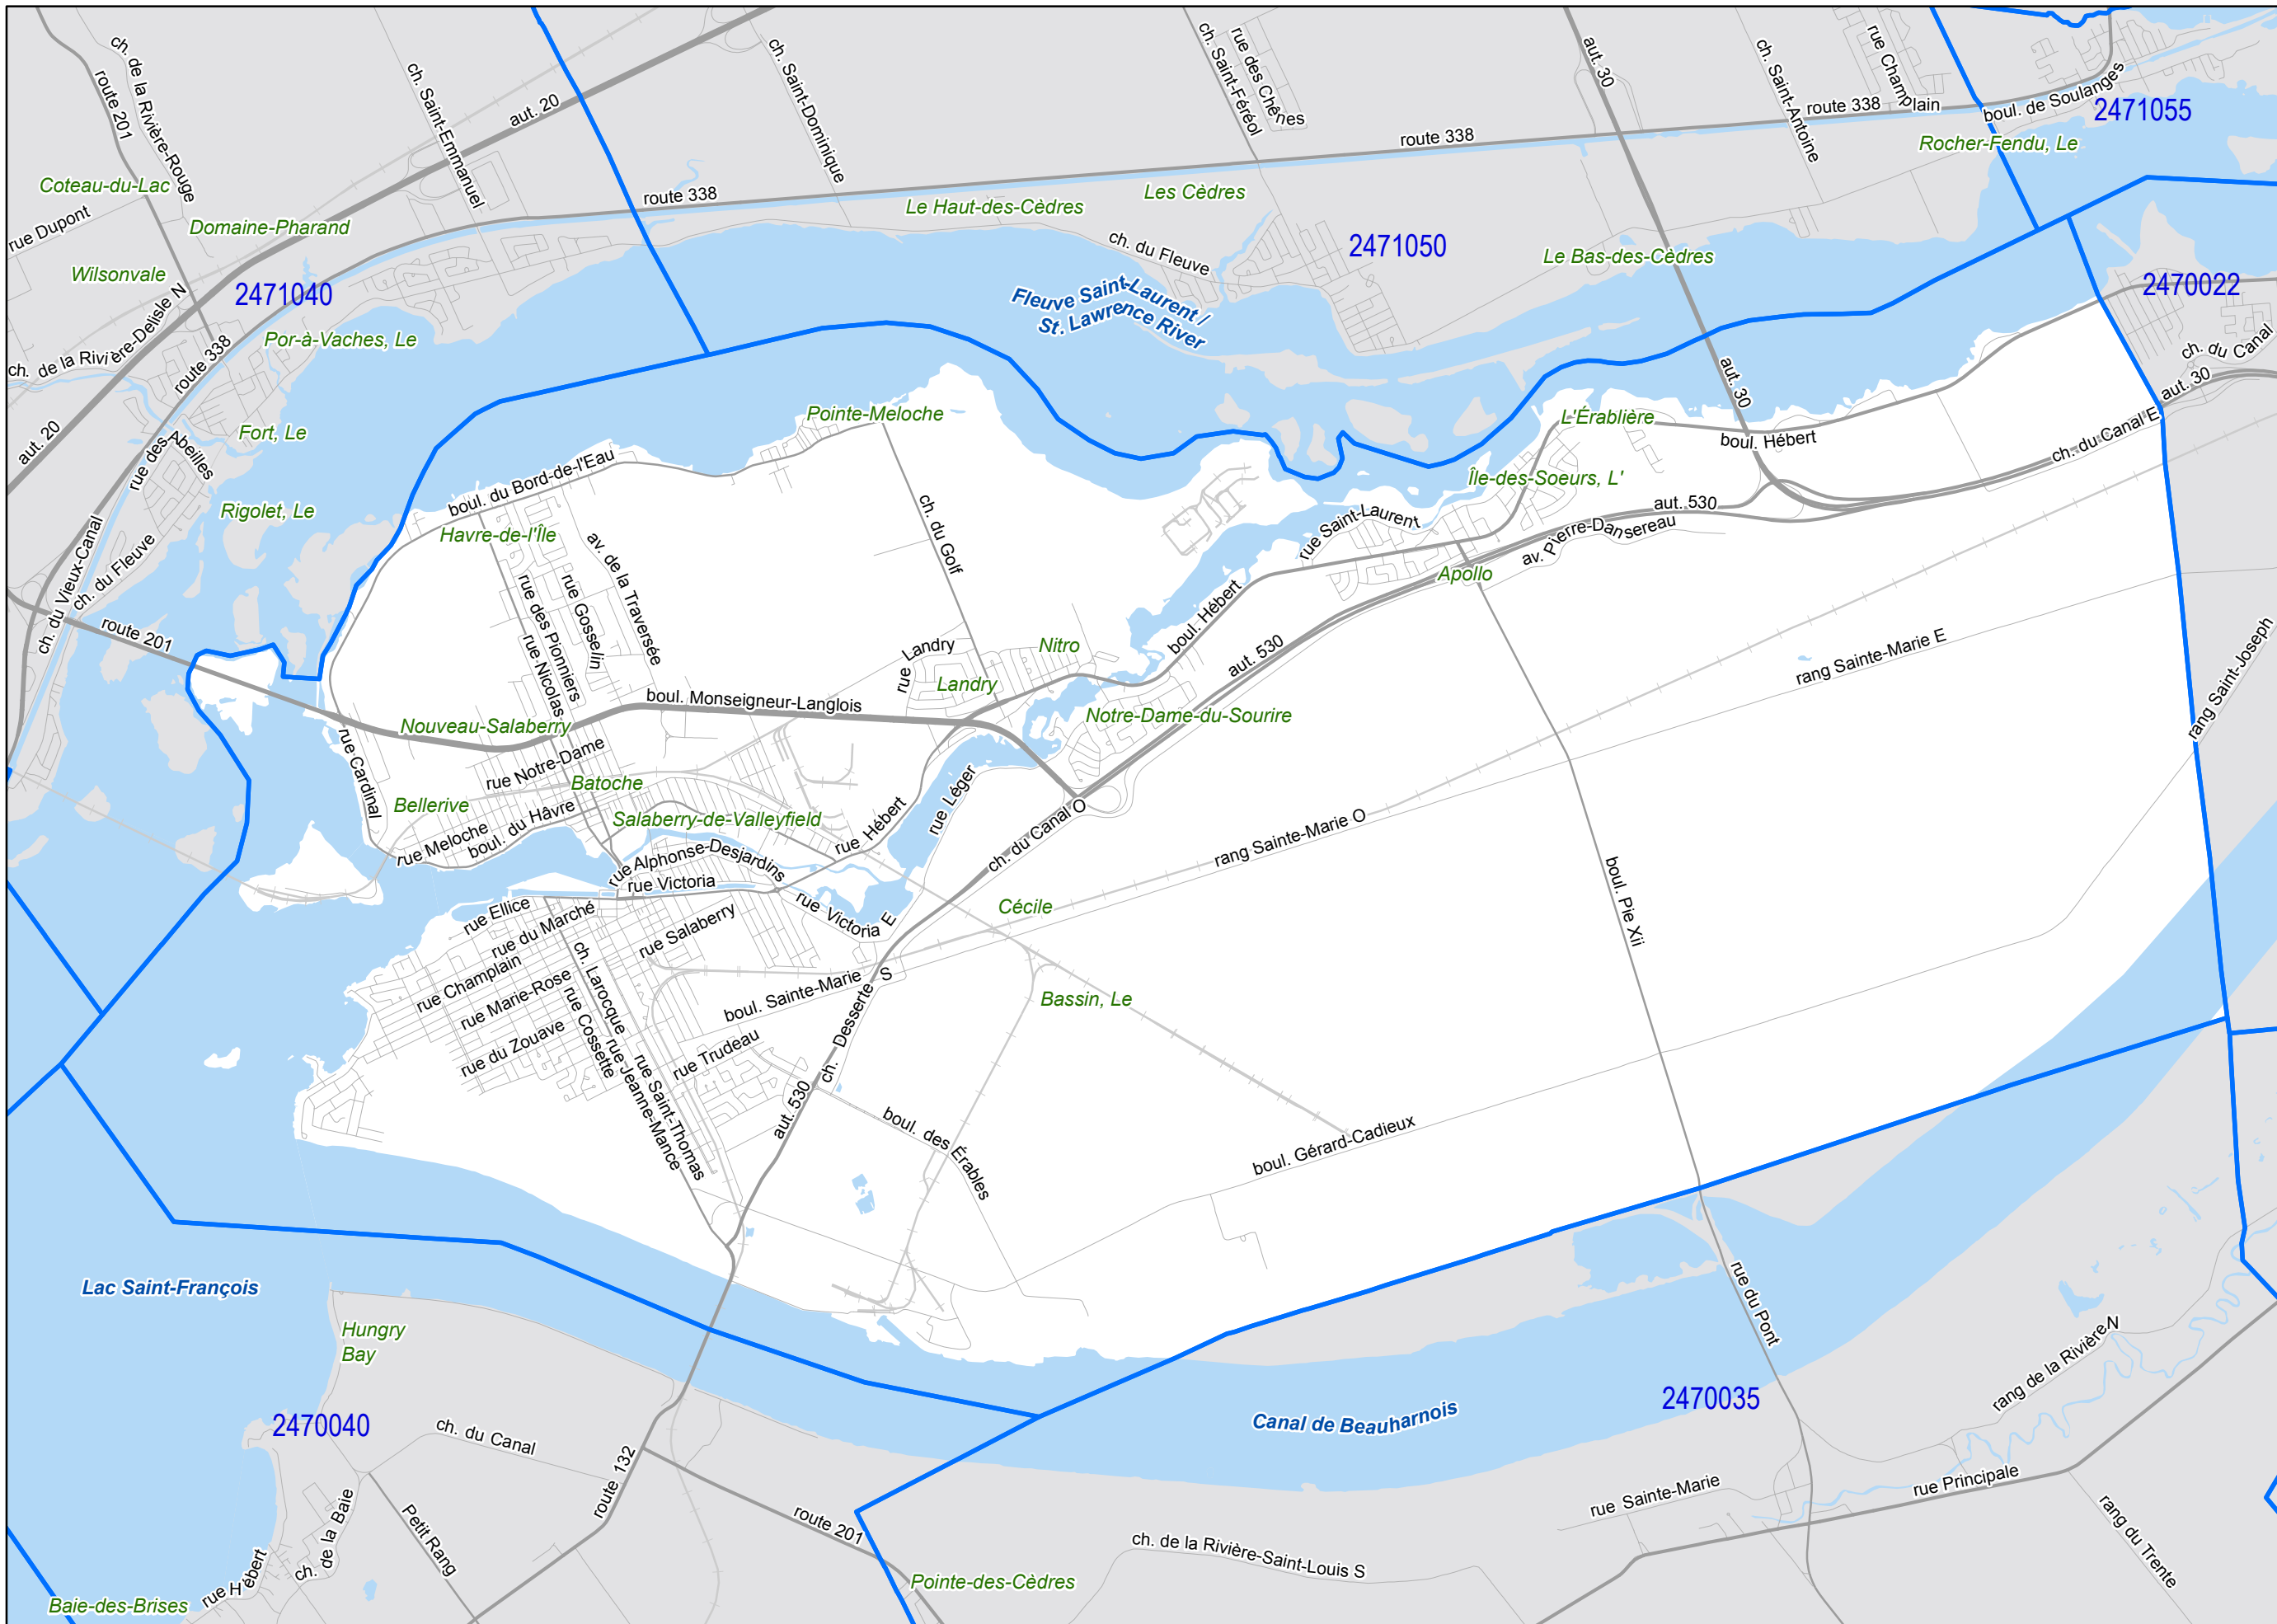 ch. de la Rivière-Rouge
route 201
ch. Saint-Emmanuel
aut. 20
ch. Saint-Dominique
ch. Saint-Féréol
rue des Chênes
aut. 30
ch. Saint-Antoine
rue Champlain
route 338
boul. de Soulanges
2471055
Rocher-Fendu, Le
route 338
Coteau-du-Lac
rue Dupont
Domaine-Pharand
Wilsonvale
2471040
route 338
Le Haut-des-Cèdres
Les Cèdres
ch. du Fleuve
2471050
Le Bas-des-Cèdres
2470022
Fleuve Saint-Laurent /
St. Lawrence River
ch. de la Rivière-Delisle N
Por-à-Vaches, Le
route 338
ch. du Canal
aut. 30
aut. 30
aut. 20
rue des Abeilles
Fort, Le
Pointe-Meloche
L'Érablière
boul. Hébert
ch. du Canal E
boul. du Bord-de-l'Eau
Rigolet, Le
Havre-de-l'Île
av. de la Traversée
ch. du Golf
Île-des-Soeurs, L'
rue Saint-Laurent
aut. 530
av. Pierre-Dansereau
Apollo
ch. du Vieux-Canal
ch. du Fleuve
route 201
rue des Pionniers
rue Gosselin
rue Nicolas
rue Landry
Nitro
Landry
boul. Hébert
aut. 530
rang Sainte-Marie E
rang Saint-Joseph
boul. Monseigneur-Langlois
Nouveau-Salaberry
Notre-Dame-du-Sourire
rue Cardinal
rue Notre-Dame
Batoche
Bellerive
rue Meloche
boul. du Hâvre
Salaberry-de-Valleyfield
rue Hébert
rue Léger
ch. du Canal O
rang Sainte-Marie O
rue Alphonse-Desjardins
rue Victoria
rue Victoria E
boul. Pie Xii
rue Ellice
rue du Marché
rue Salaberry
Cécile
rue Champlain
rue Marie-Rose
rue du Zouave
ch. Larocque
rue Cossette
rue Jeanne-Mance
rue Saint-Thomas
rue Trudeau
boul. Sainte-Marie
ch. Desserte S
Bassin, Le
aut. 530
boul. des Érables
boul. Gérard-Cadieux
Lac Saint-François
Hungry
Bay
rue du Pont
2470040
2470035
Canal de Beauharnois
rang de la Rivière N
ch. du Canal
route 132
ch. de la Baie
Petit Rang
route 201
rue Sainte-Marie
rue Principale
rang du Trente
ch. de la Rivière-Saint-Louis S
Pointe-des-Cèdres
rue Hébert
Baie-des-Brises